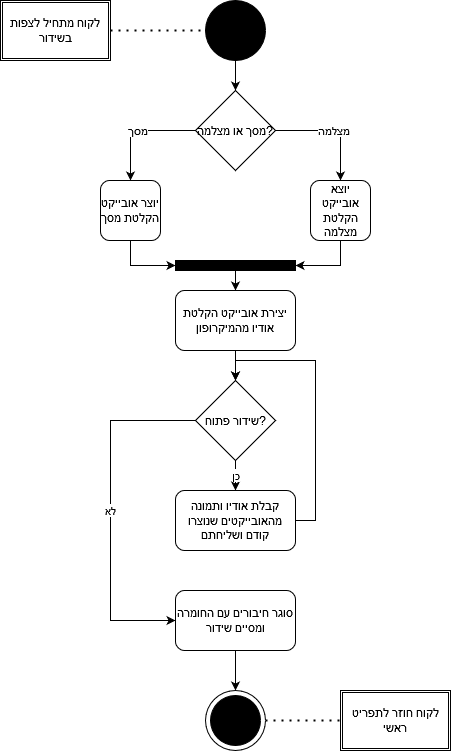 לקוח מתחיל לצפות
בשידור
מסך או מצלמה?
מסך
מצלמה
יוצר אובייקט
הקלטת מסך
יוצא
אובייקט
הקלטת
מצלמה
יצירת אובייקט הקלטת
אודיו מהמיקרופון
שידור פתוח?
כן
לא
קבלת אודיו ותמונה
מהאובייקטים שנוצרו
קודם ושליחתם
סוגר חיבורים עם החומרה
ומסיים שידור
לקוח חוזר לתפריט
ראשי